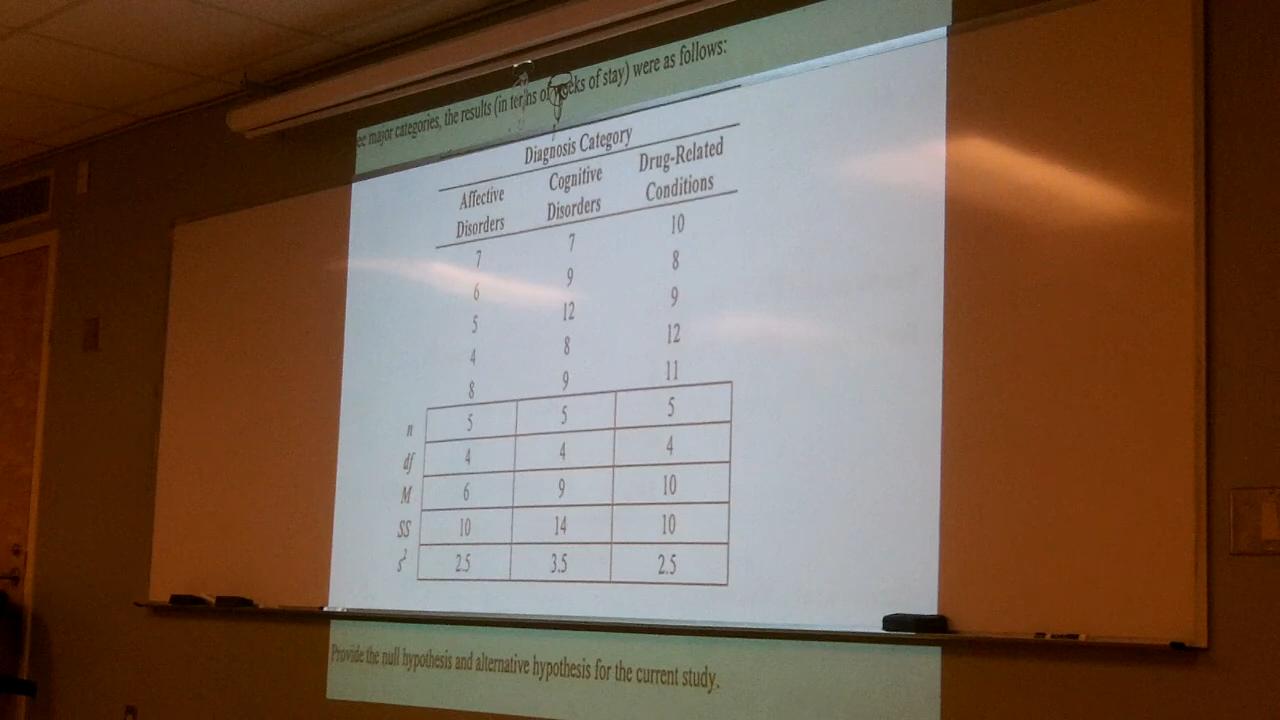 ee major categories, the results (in terms of weeks of stay) were as follows:
Diagnosis Category
Affective Disorders Cognitive Disorders Drug-Related Conditions
7 7 10
6 9 8
5 12 9
4 8 12
8 9 11
n 5 5 5
df 4 4 4
M 6 9 10
SS 10 14 10
s² 2.5 3.5 2.5
Provide the null hypothesis and alternative hypothesis for the current study.